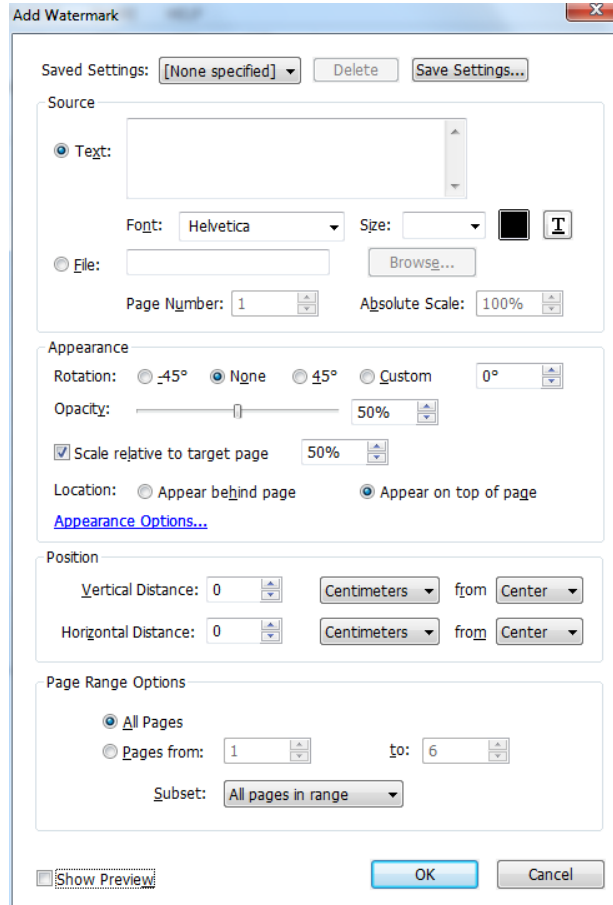 Add Watermark
Saved Settings: [None specified] Delete Save Settings...
Source
Text:
Font: Helvetica Size: T
File: Browse...
Page Number: 1 Absolute Scale: 100%
Appearance
Rotation: -45° None 45° Custom 0°
Opacity: 50%
Scale relative to target page 50%
Location: Appear behind page Appear on top of page
Appearance Options...
Position
Vertical Distance: 0 Centimeters from Center
Horizontal Distance: 0 Centimeters from Center
Page Range Options
All Pages
Pages from: 1 to: 6
Subset: All pages in range
Show Preview OK Cancel